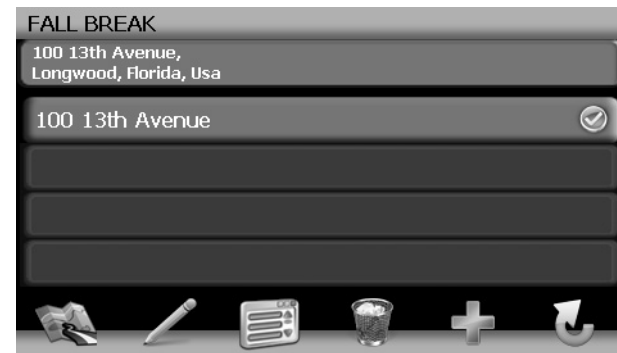 FALL BREAK
100 13th Avenue,
Longwood, Florida, Usa
100 13th Avenue